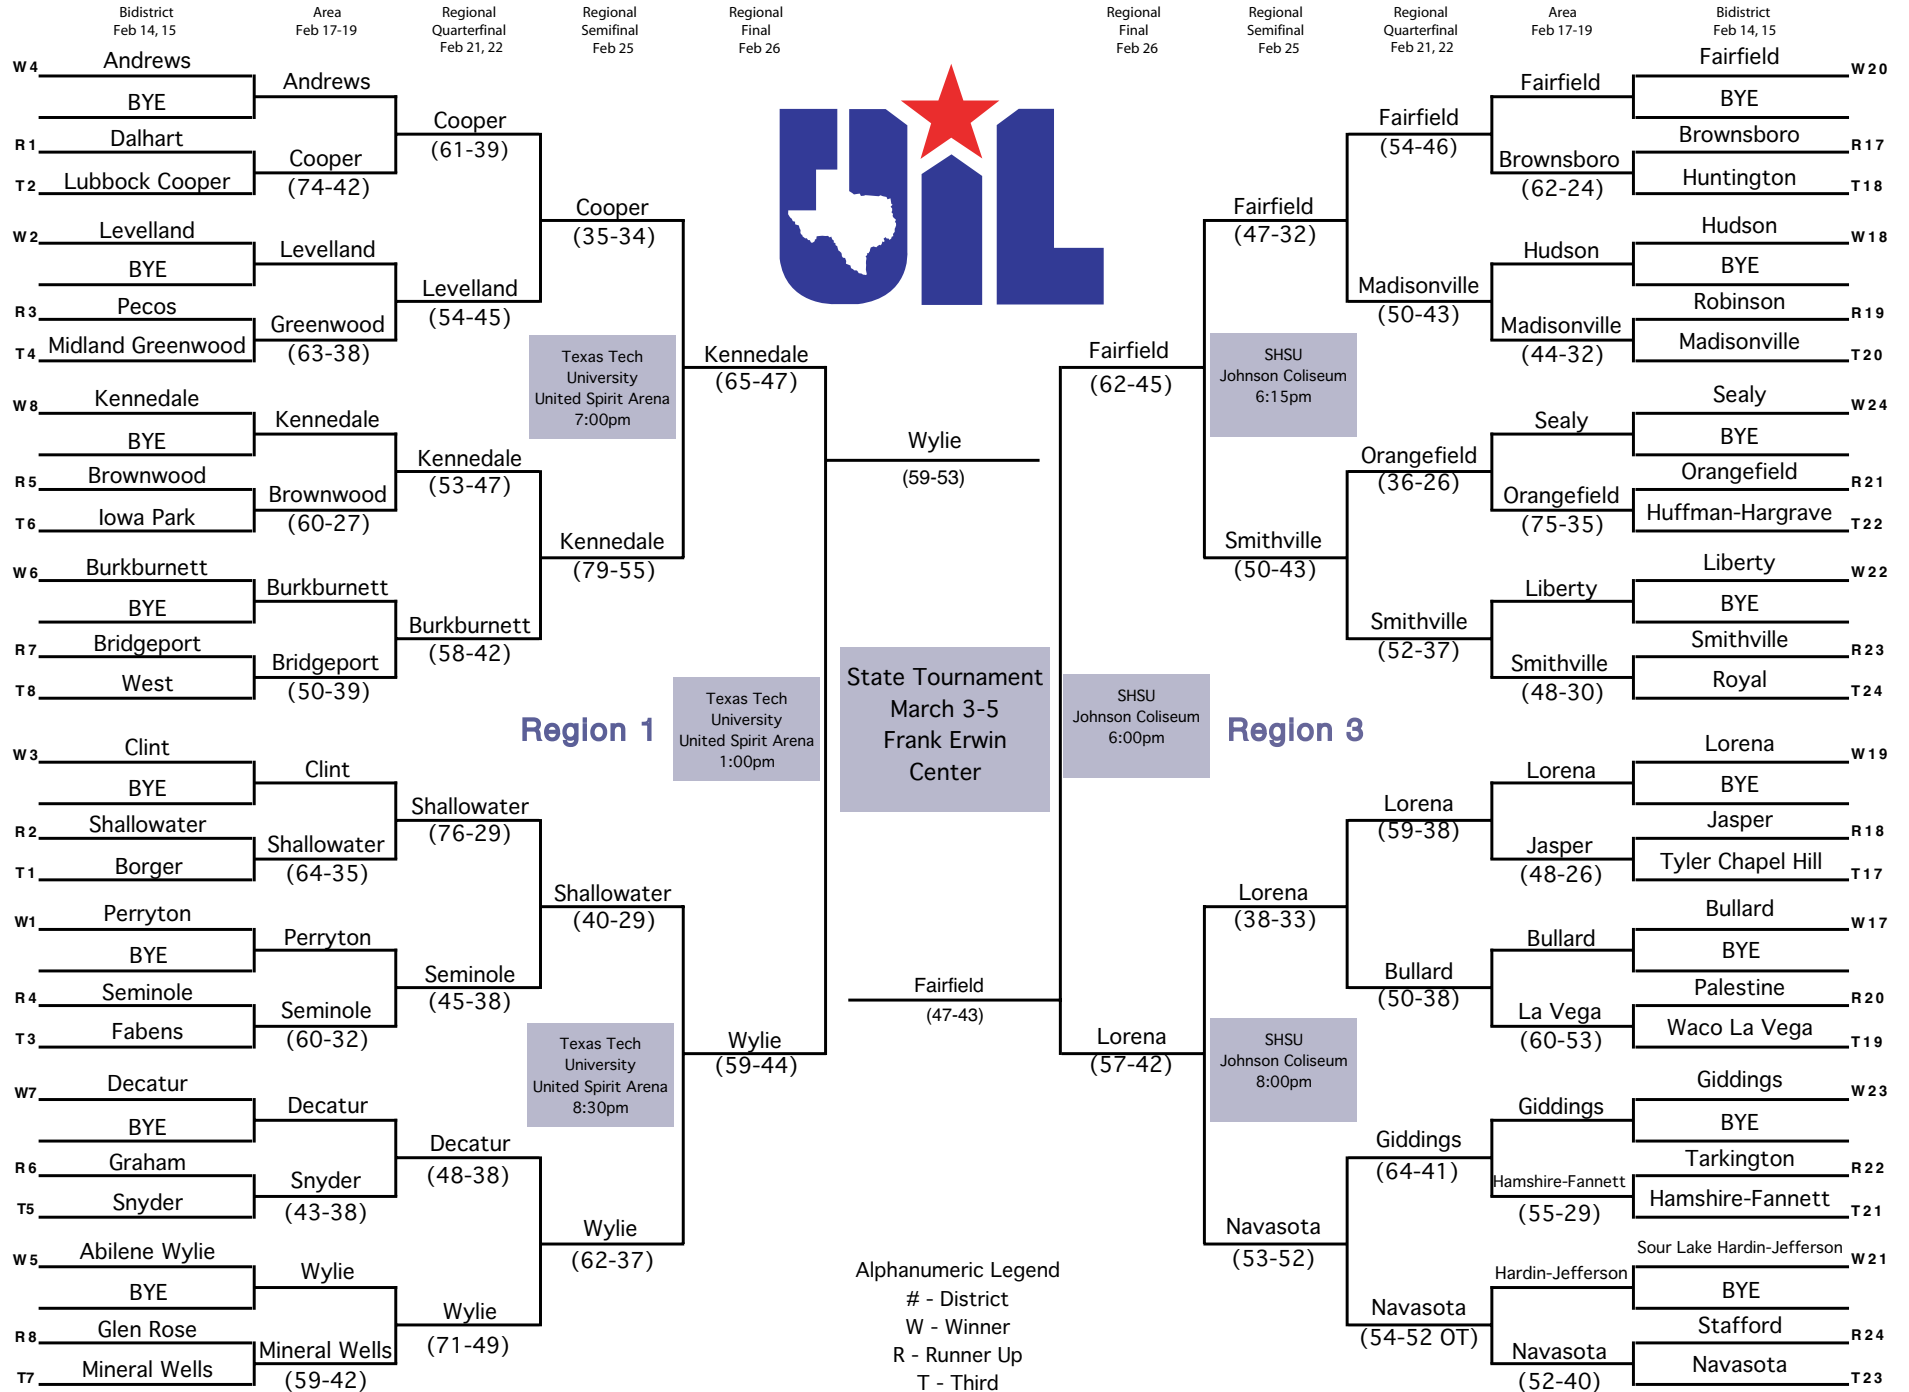 Bidistrict
Feb 14, 15
Area
Feb 17-19
Regional
Quarterfinal
Feb 21, 22
Regional
Semifinal
Feb 25
Regional
Final
Feb 26
Regional
Final
Feb 26
Regional
Semifinal
Feb 25
Regional
Quarterfinal
Feb 21, 22
Area
Feb 17-19
Bidistrict
Feb 14, 15
UIL
W4
Andrews
BYE
R1
Dalhart
T2
Lubbock Cooper
W2
Levelland
BYE
R3
Pecos
T4
Midland Greenwood
W8
Kennedale
BYE
R5
Brownwood
T6
Iowa Park
W6
Burkburnett
BYE
R7
Bridgeport
T8
West
W3
Clint
BYE
R2
Shallowater
T1
Borger
W1
Perryton
BYE
R4
Seminole
T3
Fabens
W7
Decatur
BYE
R6
Graham
T5
Snyder
W5
Abilene Wylie
BYE
R8
Glen Rose
T7
Mineral Wells
Andrews
Cooper
(74-42)
Levelland
Greenwood
(63-38)
Kennedale
Brownwood
(60-27)
Burkburnett
Bridgeport
(50-39)
Clint
Shallowater
(64-35)
Perryton
Seminole
(60-32)
Decatur
Snyder
(43-38)
Wylie
Mineral Wells
(59-42)
Cooper
(61-39)
Levelland
(54-45)
Kennedale
(53-47)
Burkburnett
(58-42)
Shallowater
(76-29)
Seminole
(45-38)
Decatur
(48-38)
Wylie
(71-49)
Cooper
(35-34)
Texas Tech
University
United Spirit Arena
7:00pm
Kennedale
(79-55)
Region 1
Shallowater
(40-29)
Texas Tech
University
United Spirit Arena
8:30pm
Wylie
(62-37)
Kennedale
(65-47)
Texas Tech
University
United Spirit Arena
1:00pm
Wylie
(59-44)
Wylie
(59-53)
State Tournament
March 3-5
Frank Erwin
Center
Fairfield
(47-43)
Alphanumeric Legend
# - District
W - Winner
R - Runner Up
T - Third
Fairfield
(62-45)
SHSU
Johnson Coliseum
6:00pm
Lorena
(57-42)
Fairfield
(47-32)
SHSU
Johnson Coliseum
6:15pm
Smithville
(50-43)
Region 3
Lorena
(38-33)
SHSU
Johnson Coliseum
8:00pm
Navasota
(53-52)
Fairfield
(54-46)
Madisonville
(50-43)
Orangefield
(36-26)
Smithville
(52-37)
Lorena
(59-38)
Bullard
(50-38)
Giddings
(64-41)
Navasota
(54-52 OT)
Fairfield
Brownsboro
(62-24)
Hudson
Madisonville
(44-32)
Sealy
Orangefield
(75-35)
Liberty
Smithville
(48-30)
Lorena
Jasper
(48-26)
Bullard
La Vega
(60-53)
Giddings
Hamshire-Fannett
(55-29)
Hardin-Jefferson
Navasota
(52-40)
Fairfield
W20
BYE
Brownsboro
R17
Huntington
T18
Hudson
W18
BYE
Robinson
R19
Madisonville
T20
Sealy
W24
BYE
Orangefield
R21
Huffman-Hargrave
T22
Liberty
W22
BYE
Smithville
R23
Royal
T24
Lorena
W19
BYE
Jasper
R18
Tyler Chapel Hill
T17
Bullard
W17
BYE
Palestine
R20
Waco La Vega
T19
Giddings
W23
BYE
Tarkington
R22
Hamshire-Fannett
T21
Sour Lake Hardin-Jefferson
W21
BYE
Stafford
R24
Navasota
T23